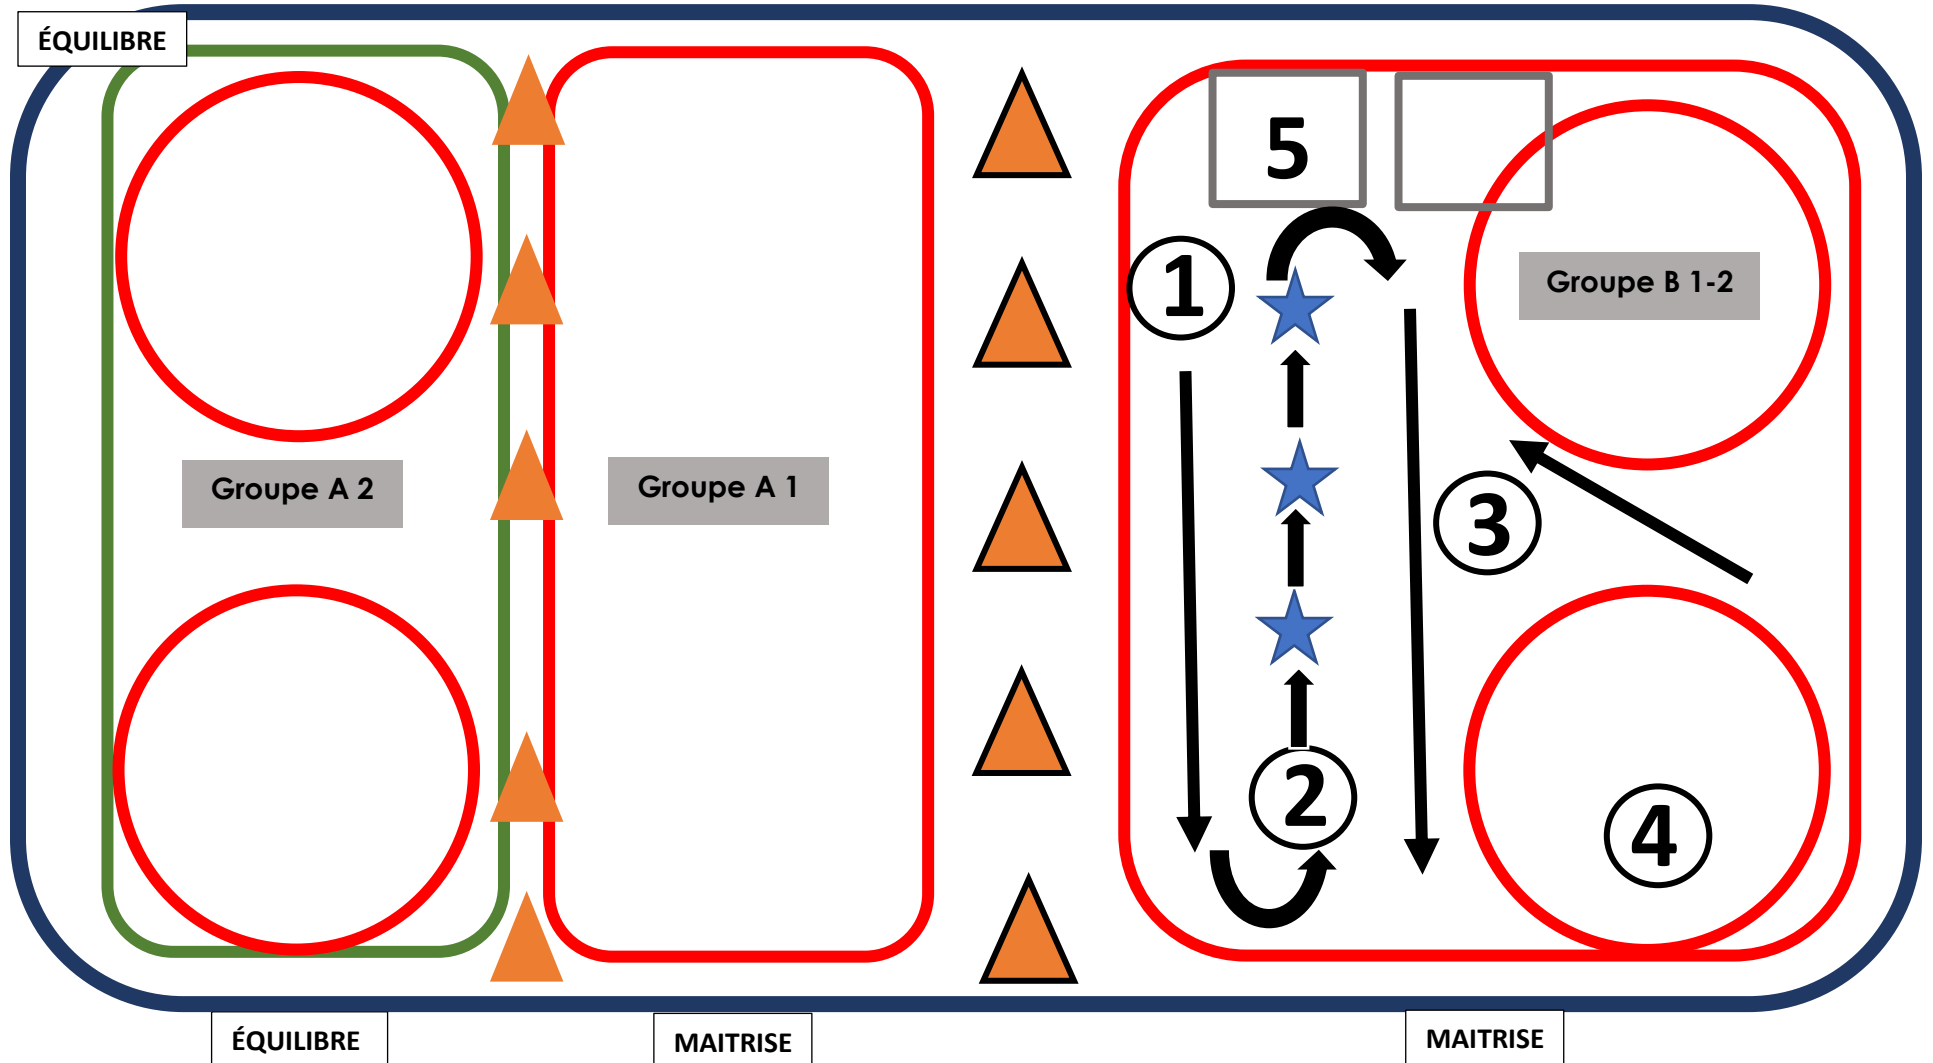 ÉQUILIBRE
5
1
Groupe B 1-2
Groupe A 2
Groupe A 1
3
2
4
ÉQUILIBRE
MAITRISE
MAITRISE